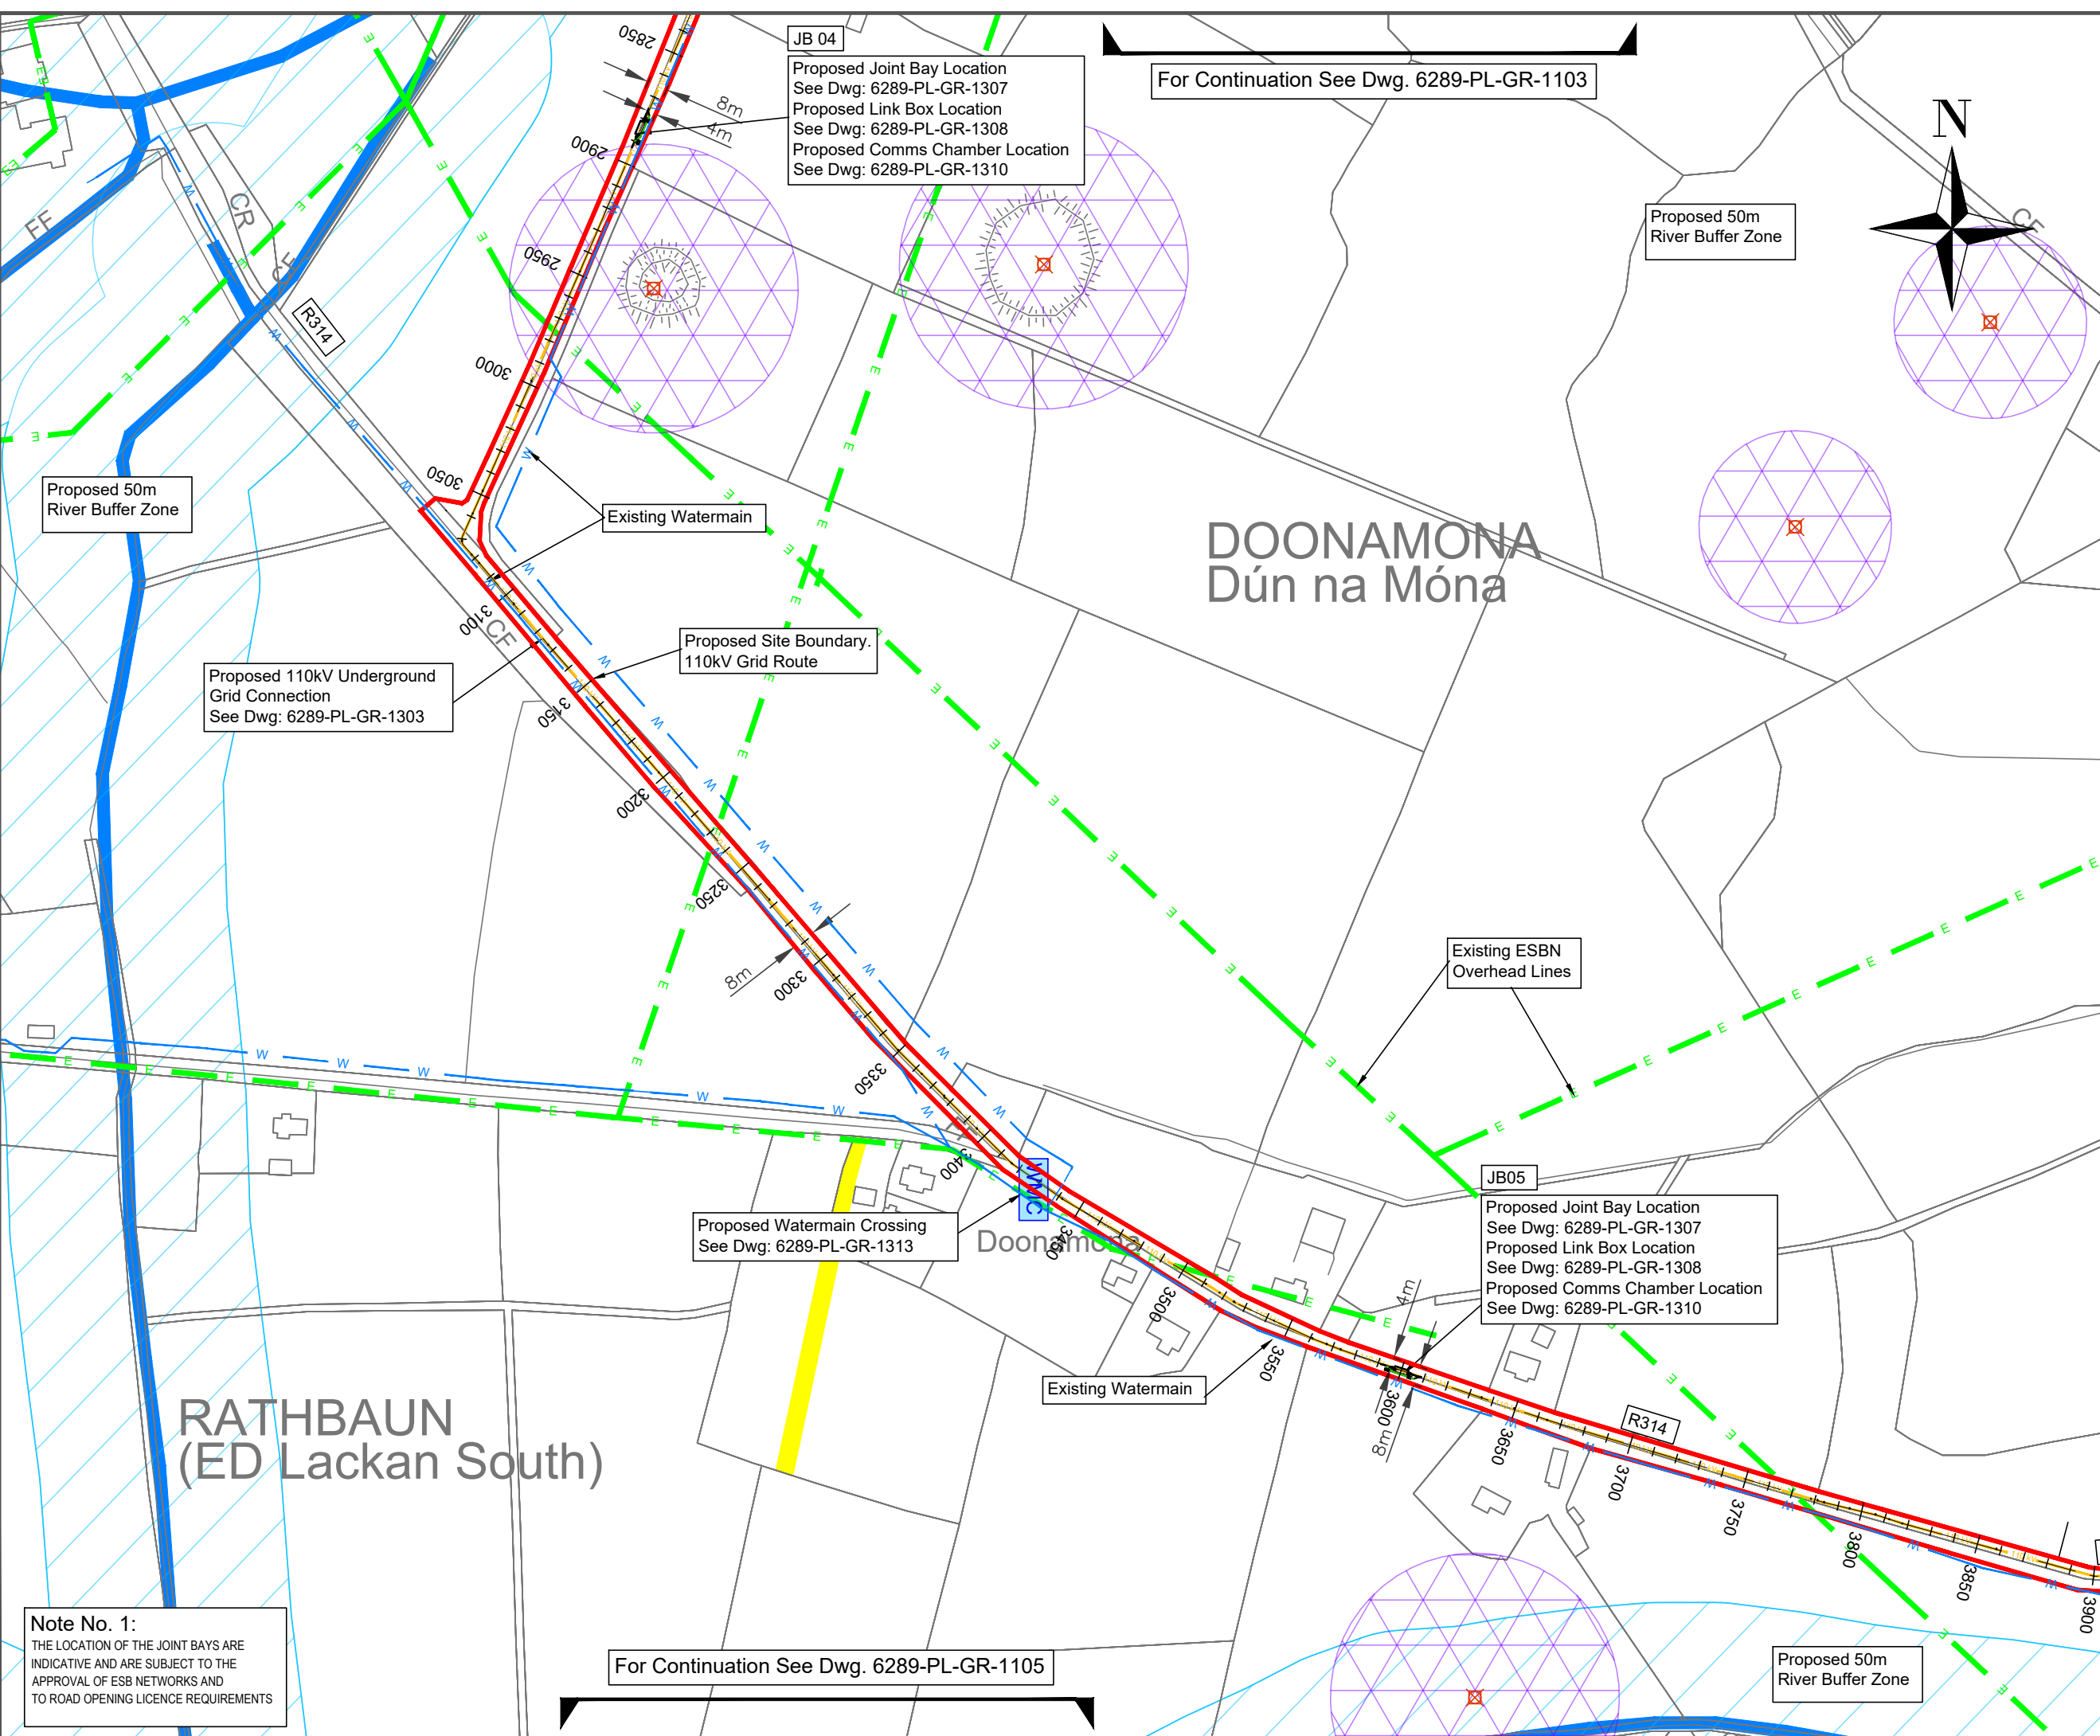 JB 04
Proposed Joint Bay Location
See Dwg: 6289-PL-GR-1307
Proposed Link Box Location
See Dwg: 6289-PL-GR-1308
Proposed Comms Chamber Location
See Dwg: 6289-PL-GR-1310
For Continuation See Dwg. 6289-PL-GR-1103
N
Proposed 50m
River Buffer Zone
CF
2850
8m
4m
2900
2950
3000
3050
FF
CR
CF
R314
Proposed 50m
River Buffer Zone
Existing Watermain
DOONAMONA
Dún na Móna
3100
CF
Proposed Site Boundary.
110kV Grid Route
Proposed 110kV Underground
Grid Connection
See Dwg: 6289-PL-GR-1303
3150
3200
3250
8m
3300
3350
Existing ESBN
Overhead Lines
3400
WMC
Proposed Watermain Crossing
See Dwg: 6289-PL-GR-1313
Doonamona
3450
3500
3550
JB05
Proposed Joint Bay Location
See Dwg: 6289-PL-GR-1307
Proposed Link Box Location
See Dwg: 6289-PL-GR-1308
Proposed Comms Chamber Location
See Dwg: 6289-PL-GR-1310
4m
Existing Watermain
3600
8m
R314
3650
3700
3750
3800
3850
3900
RATHBAUN
(ED Lackan South)
Note No. 1:
THE LOCATION OF THE JOINT BAYS ARE
INDICATIVE AND ARE SUBJECT TO THE
APPROVAL OF ESB NETWORKS AND
TO ROAD OPENING LICENCE REQUIREMENTS
For Continuation See Dwg. 6289-PL-GR-1105
Proposed 50m
River Buffer Zone